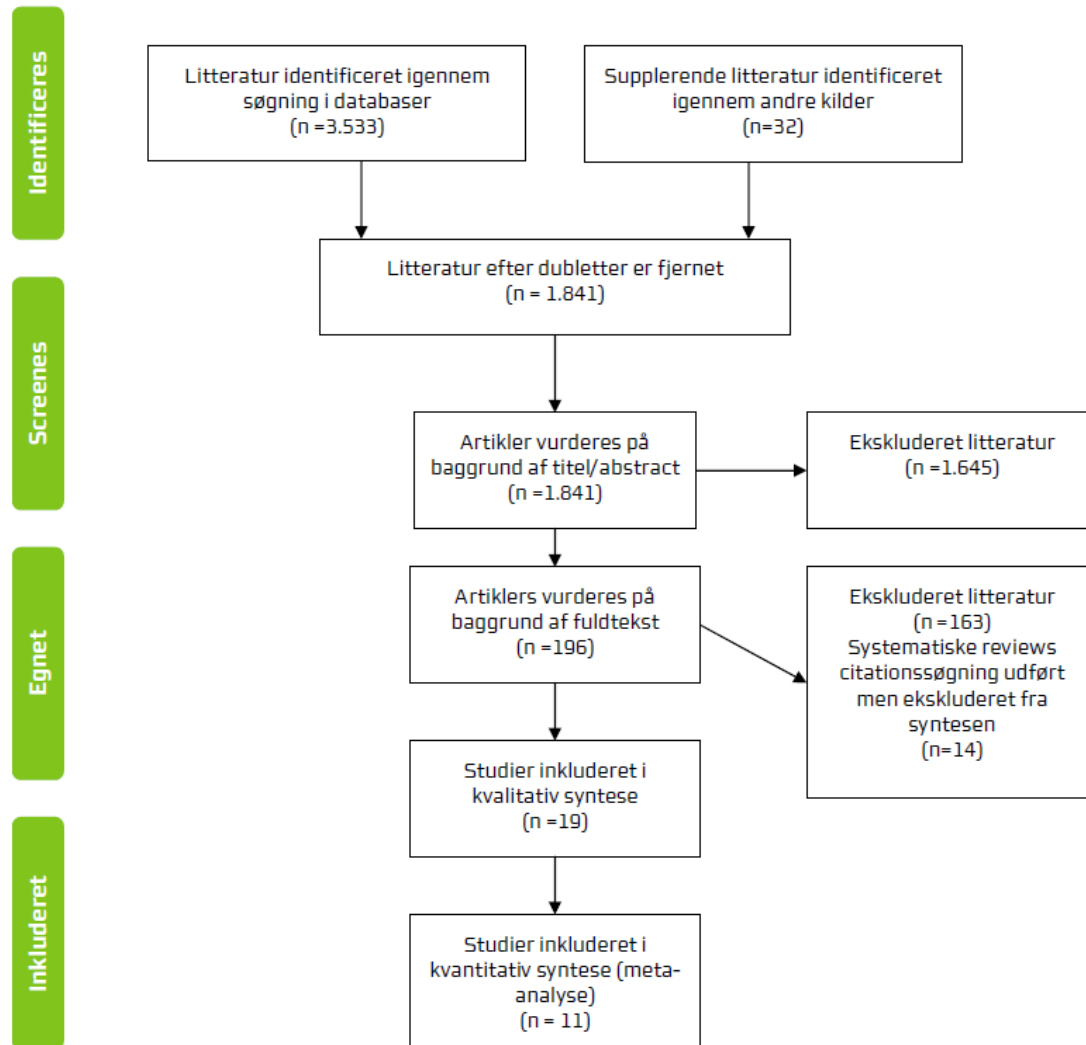 Identificeres
Litteratur identificeret igennem
søgning i databaser
(n =3.533)
Supplerende litteratur identificeret
igennem andre kilder
(n=32)
Litteratur efter dubletter er fjernet
(n = 1.841)
Screenes
Artikler vurderes på
baggrund af titel/abstract
(n =1.841)
Ekskluderet litteratur
(n =1.645)
Egnet
Artiklers vurderes på
baggrund af fuldtekst
(n =196)
Ekskluderet litteratur
(n =163)
Systematiske reviews
citationssøgning udført
men ekskluderet fra
syntesen
(n=14)
Studier inkluderet i
kvalitativ syntese
(n =19)
Inkluderet
Studier inkluderet i
kvantitativ syntese (meta-
analyse)
(n = 11)